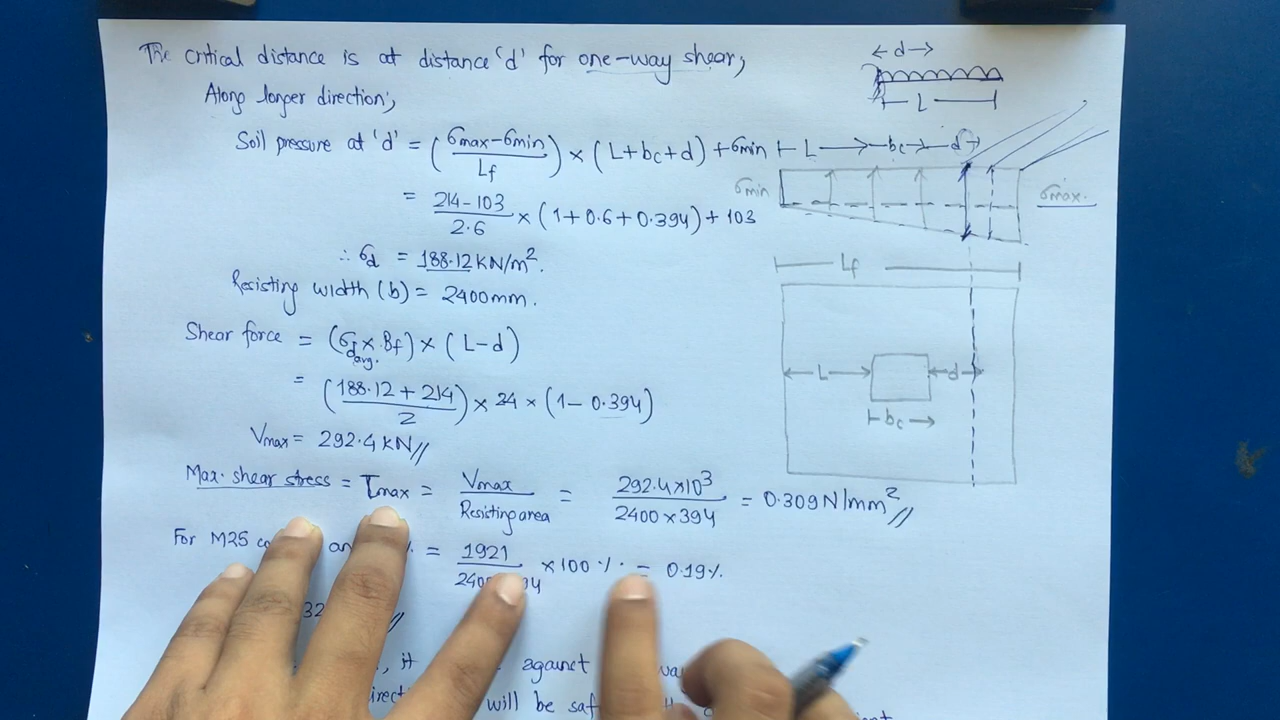 The critical distance is at distance 'd' for one-way shear,
Along longer direction,
Soil pressure at 'd' = (σmax-σmin / Lf) × (L+bc+d) + σmin
= 214-103 / 2.6 × (1+0.6+0.394) + 103
∴ σd = 188.12 KN/m².
Resisting width (b) = 2400mm.
Shear force = (σd avg. × Bf) × (L-d)
= (188.12 + 214 / 2) × 24 × (1-0.394)
Vmax = 292.4 KN//
Max. shear stress = τmax = Vmax / Resisting area = 292.4×10³ / 2400×394 = 0.309 N/mm²//
For M25 = 1921 / 2400 94 ×100 % = 0.19%
32 //
, it against
will be saf
d
L
L bc d
σmin σmax.
Lf
L d
bc